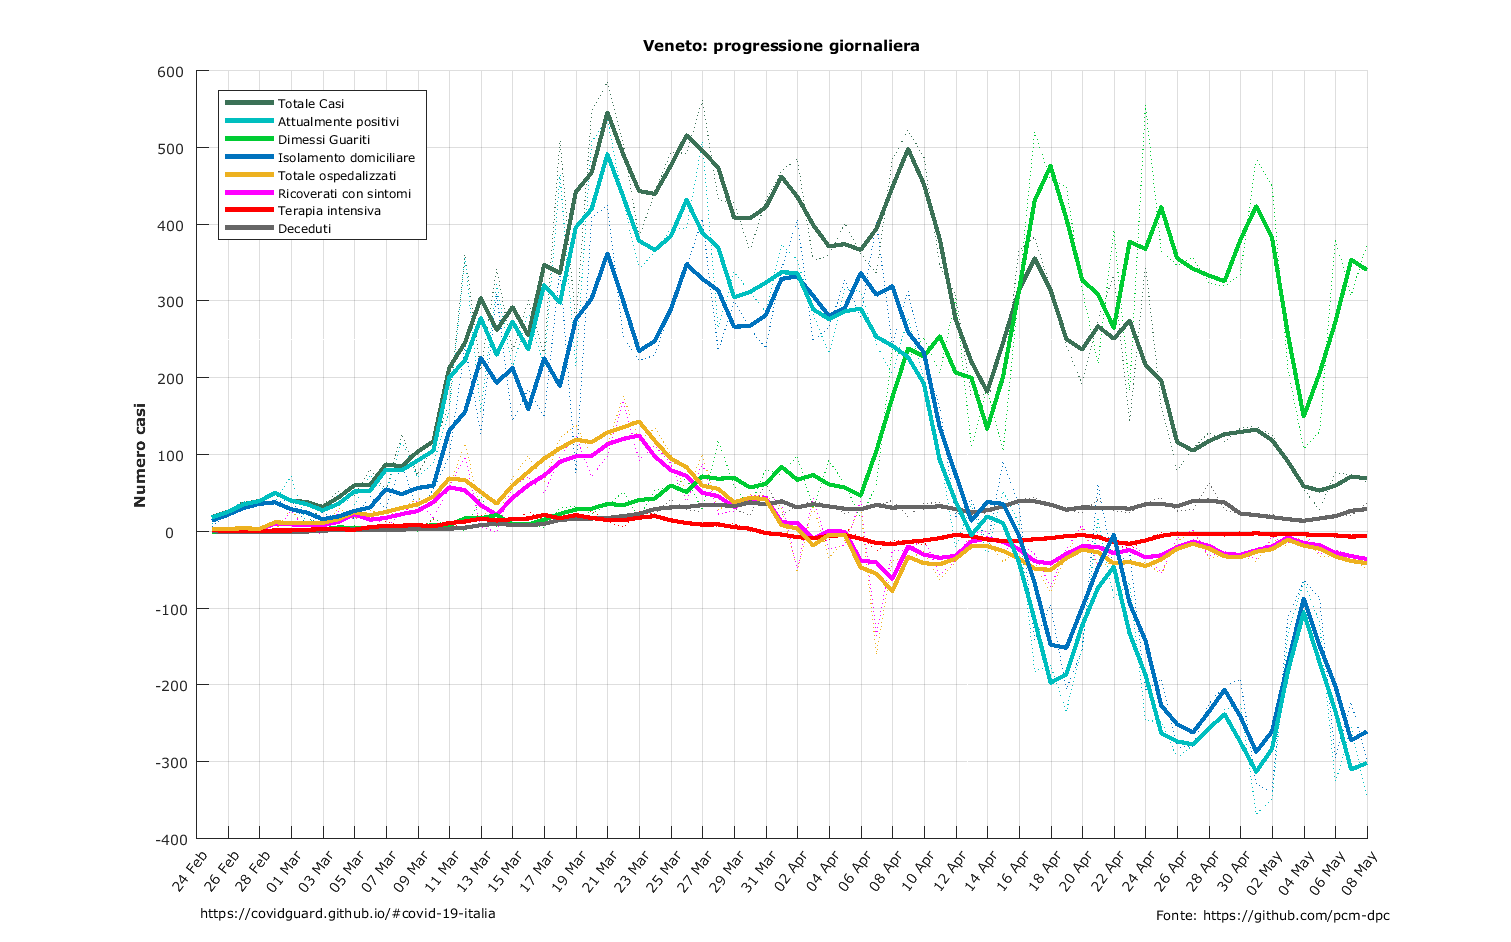 Veneto: progressione giornaliera
Numero casi
600
500
400
300
200
100
0
-100
-200
-300
-400
Totale Casi
Attualmente positivi
Dimessi Guariti
Isolamento domiciliare
Totale ospedalizzati
Ricoverati con sintomi
Terapia intensiva
Deceduti
24 Feb
26 Feb
28 Feb
01 Mar
03 Mar
05 Mar
07 Mar
09 Mar
11 Mar
13 Mar
15 Mar
17 Mar
19 Mar
21 Mar
23 Mar
25 Mar
27 Mar
29 Mar
31 Mar
02 Apr
04 Apr
06 Apr
08 Apr
10 Apr
12 Apr
14 Apr
16 Apr
18 Apr
20 Apr
22 Apr
24 Apr
26 Apr
28 Apr
30 Apr
02 May
04 May
06 May
08 May
https://covidguard.github.io/#covid-19-italia
Fonte: https://github.com/pcm-dpc